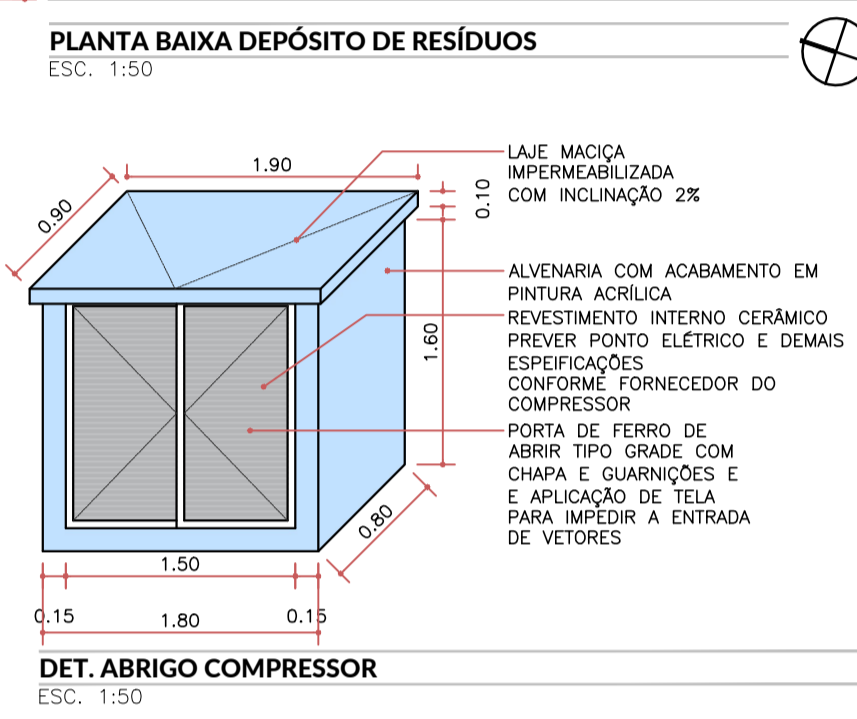 PLANTA BAIXA DEPÓSITO DE RESÍDUOS
ESC. 1:50
1.90
0.90
0.10
LAJE MACIÇA
IMPERMEABILIZADA
COM INCLINAÇÃO 2%
ALVENARIA COM ACABAMENTO EM
PINTURA ACRÍLICA
REVESTIMENTO INTERNO CERÂMICO
PREVER PONTO ELÉTRICO E DEMAIS
ESPEIFICAÇÕES
CONFORME FORNECEDOR DO
COMPRESSOR
1.60
PORTA DE FERRO DE
ABRIR TIPO GRADE COM
CHAPA E GUARNIÇÕES E
E APLICAÇÃO DE TELA
PARA IMPEDIR A ENTRADA
DE VETORES
0.80
1.50
0.15
1.80
0.15
DET. ABRIGO COMPRESSOR
ESC. 1:50